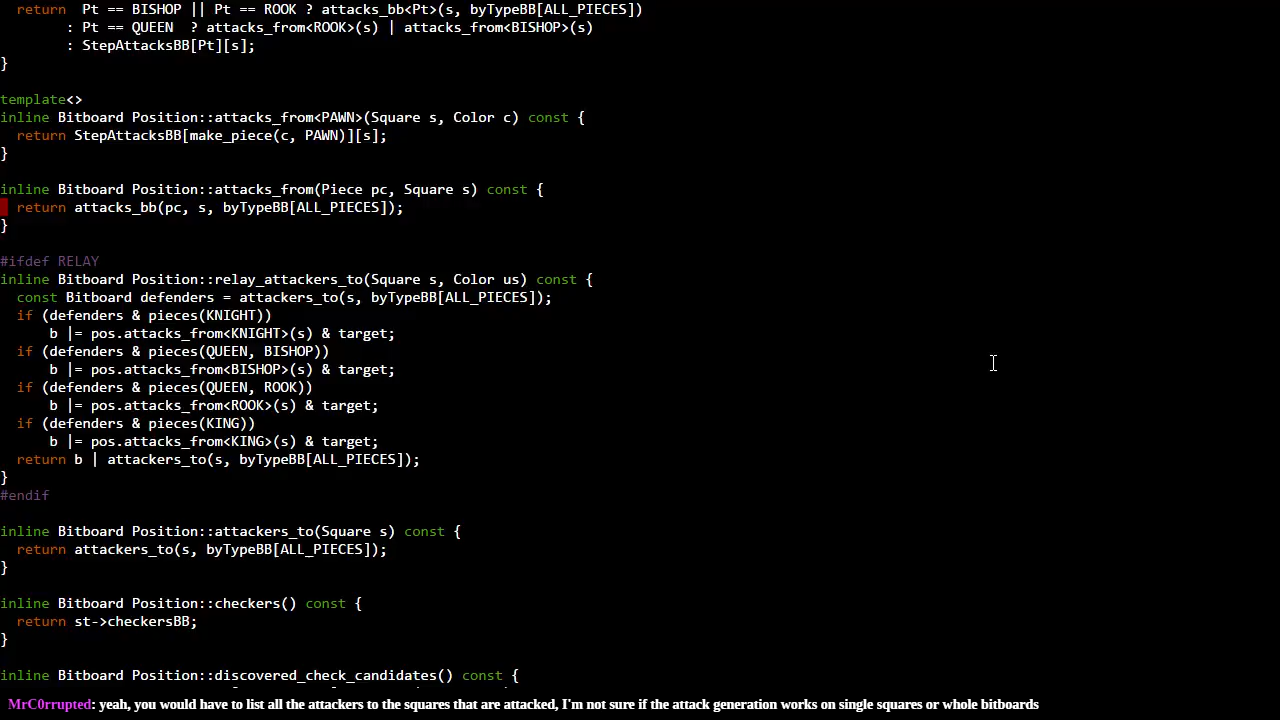 return  Pt == BISHOP || Pt == ROOK ? attacks_bb<Pt>(s, byTypeBB[ALL_PIECES])
        : Pt == QUEEN  ? attacks_from<ROOK>(s) | attacks_from<BISHOP>(s)
        : StepAttacksBB[Pt][s];
}

template<>
inline Bitboard Position::attacks_from<PAWN>(Square s, Color c) const {
  return StepAttacksBB[make_piece(c, PAWN)][s];
}

inline Bitboard Position::attacks_from(Piece pc, Square s) const {
  return attacks_bb(pc, s, byTypeBB[ALL_PIECES]);
}

#ifdef RELAY
inline Bitboard Position::relay_attackers_to(Square s, Color us) const {
  const Bitboard defenders = attackers_to(s, byTypeBB[ALL_PIECES]);
  if (defenders & pieces(KNIGHT))
      b |= pos.attacks_from<KNIGHT>(s) & target;
  if (defenders & pieces(QUEEN, BISHOP))
      b |= pos.attacks_from<BISHOP>(s) & target;
  if (defenders & pieces(QUEEN, ROOK))
      b |= pos.attacks_from<ROOK>(s) & target;
  if (defenders & pieces(KING))
      b |= pos.attacks_from<KING>(s) & target;
  return b | attackers_to(s, byTypeBB[ALL_PIECES]);
}
#endif

inline Bitboard Position::attackers_to(Square s) const {
  return attackers_to(s, byTypeBB[ALL_PIECES]);
}

inline Bitboard Position::checkers() const {
  return st->checkersBB;
}

inline Bitboard Position::discovered_check_candidates() const {
MrC0rrupted: yeah, you would have to list all the attackers to the squares that are attacked, I'm not sure if the attack generation works on single squares or whole bitboards